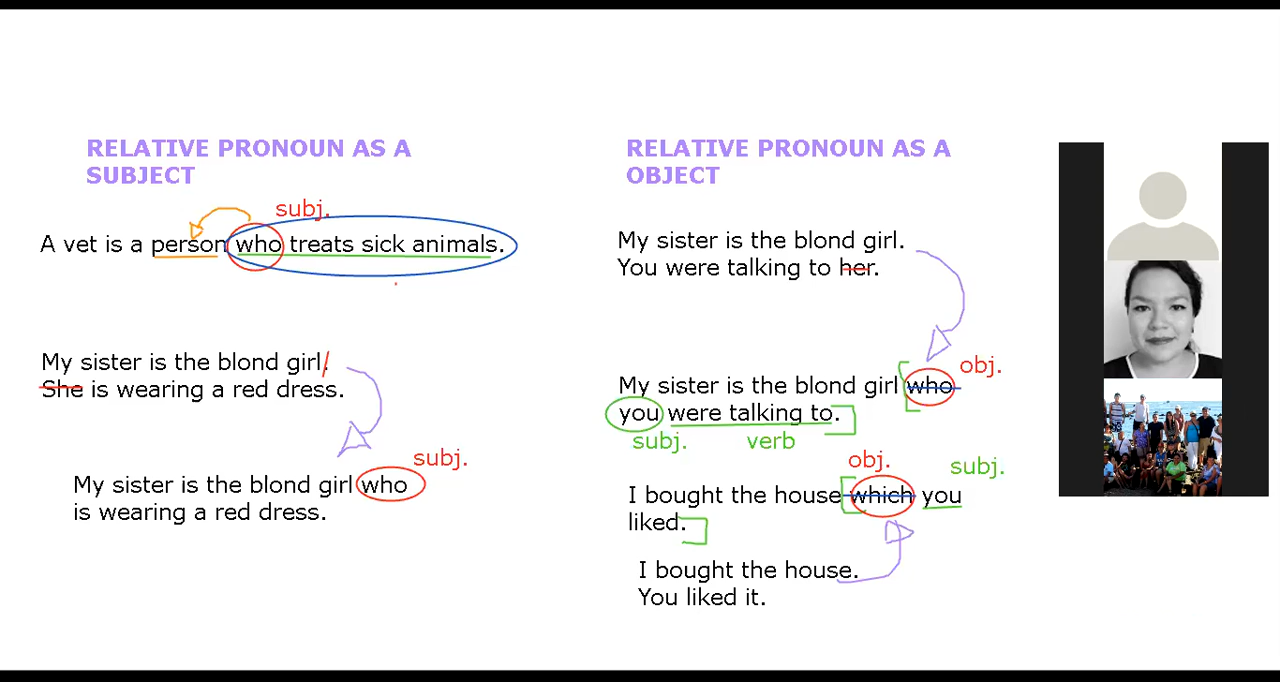 RELATIVE PRONOUN AS A
SUBJECT
subj.
A vet is a person who treats sick animals.
My sister is the blond girl.
She is wearing a red dress.
subj.
My sister is the blond girl who
is wearing a red dress.
RELATIVE PRONOUN AS A
OBJECT
My sister is the blond girl.
You were talking to her.
obj.
My sister is the blond girl who
you were talking to.
subj. verb
obj. subj.
I bought the house which you
liked.
I bought the house.
You liked it.